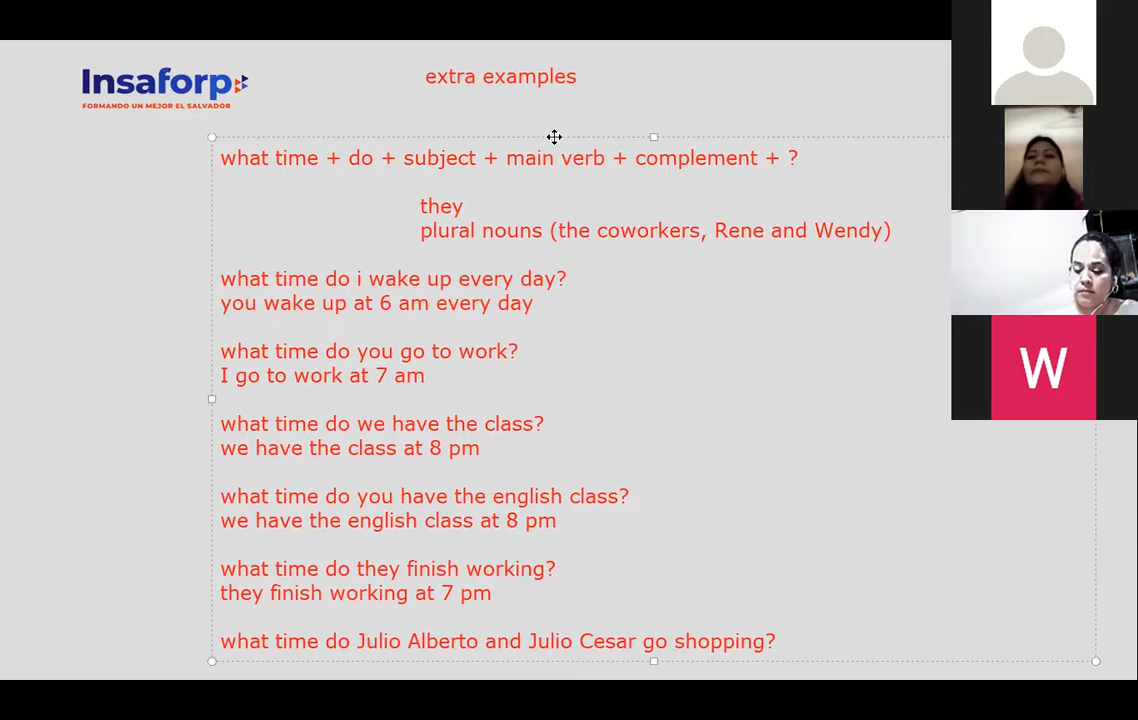 Insaforp
FORMANDO UN MEJOR EL SALVADOR
extra examples
what time + do + subject + main verb + complement + ?
they
plural nouns (the coworkers, Rene and Wendy)
what time do i wake up every day?
you wake up at 6 am every day
what time do you go to work?
I go to work at 7 am
what time do we have the class?
we have the class at 8 pm
what time do you have the english class?
we have the english class at 8 pm
what time do they finish working?
they finish working at 7 pm
what time do Julio Alberto and Julio Cesar go shopping?
W